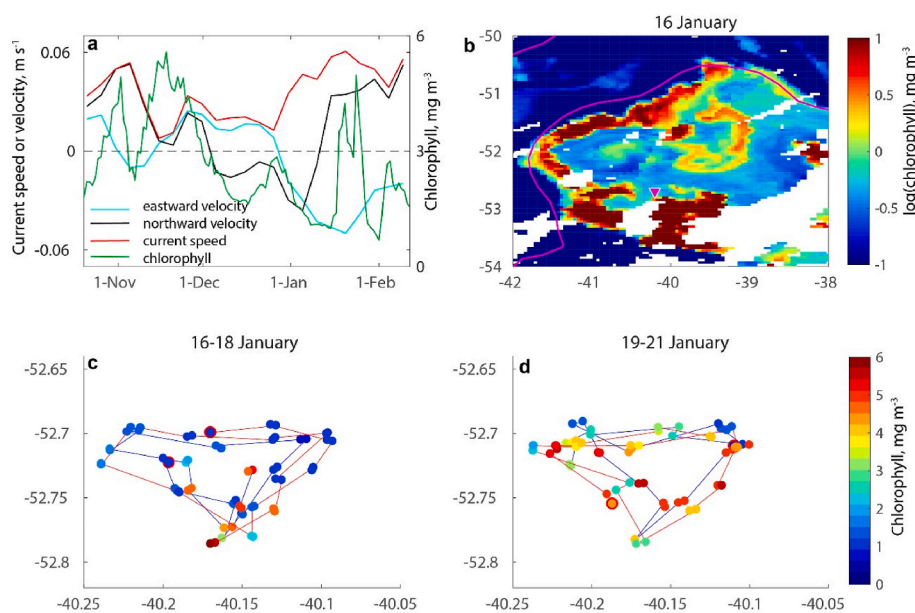 16 January
a
b
Current speed or velocity, m s⁻¹
0.06
0
-0.06
6
3
0
Chlorophyll, mg m⁻³
eastward velocity
northward velocity
current speed
chlorophyll
1-Nov
1-Dec
1-Jan
1-Feb
-50
-51
-52
-53
-54
-42
-41
-40
-39
-38
1
0.5
0
-0.5
-1
log(chlorophyll), mg m⁻³
16-18 January
19-21 January
c
d
-52.65
-52.7
-52.75
-52.8
-40.25
-40.2
-40.15
-40.1
-40.05
-52.65
-52.7
-52.75
-52.8
-40.25
-40.2
-40.15
-40.1
-40.05
6
5
4
3
2
1
0
Chlorophyll, mg m⁻³